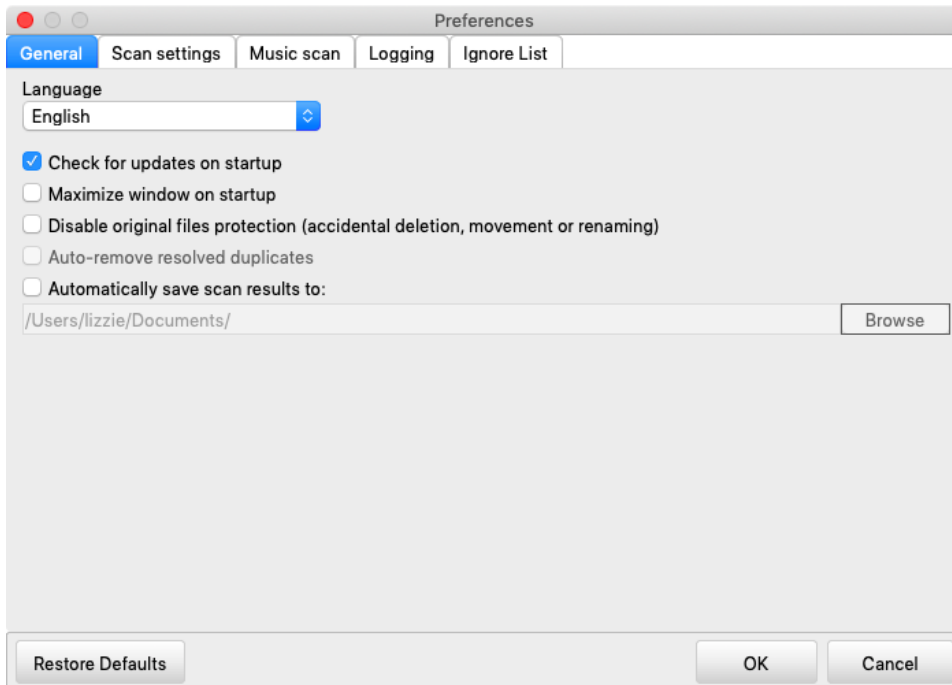 Preferences
General Scan settings Music scan Logging Ignore List
Language
English
Check for updates on startup
Maximize window on startup
Disable original files protection (accidental deletion, movement or renaming)
Auto-remove resolved duplicates
Automatically save scan results to:
/Users/lizzie/Documents/ Browse
Restore Defaults OK Cancel